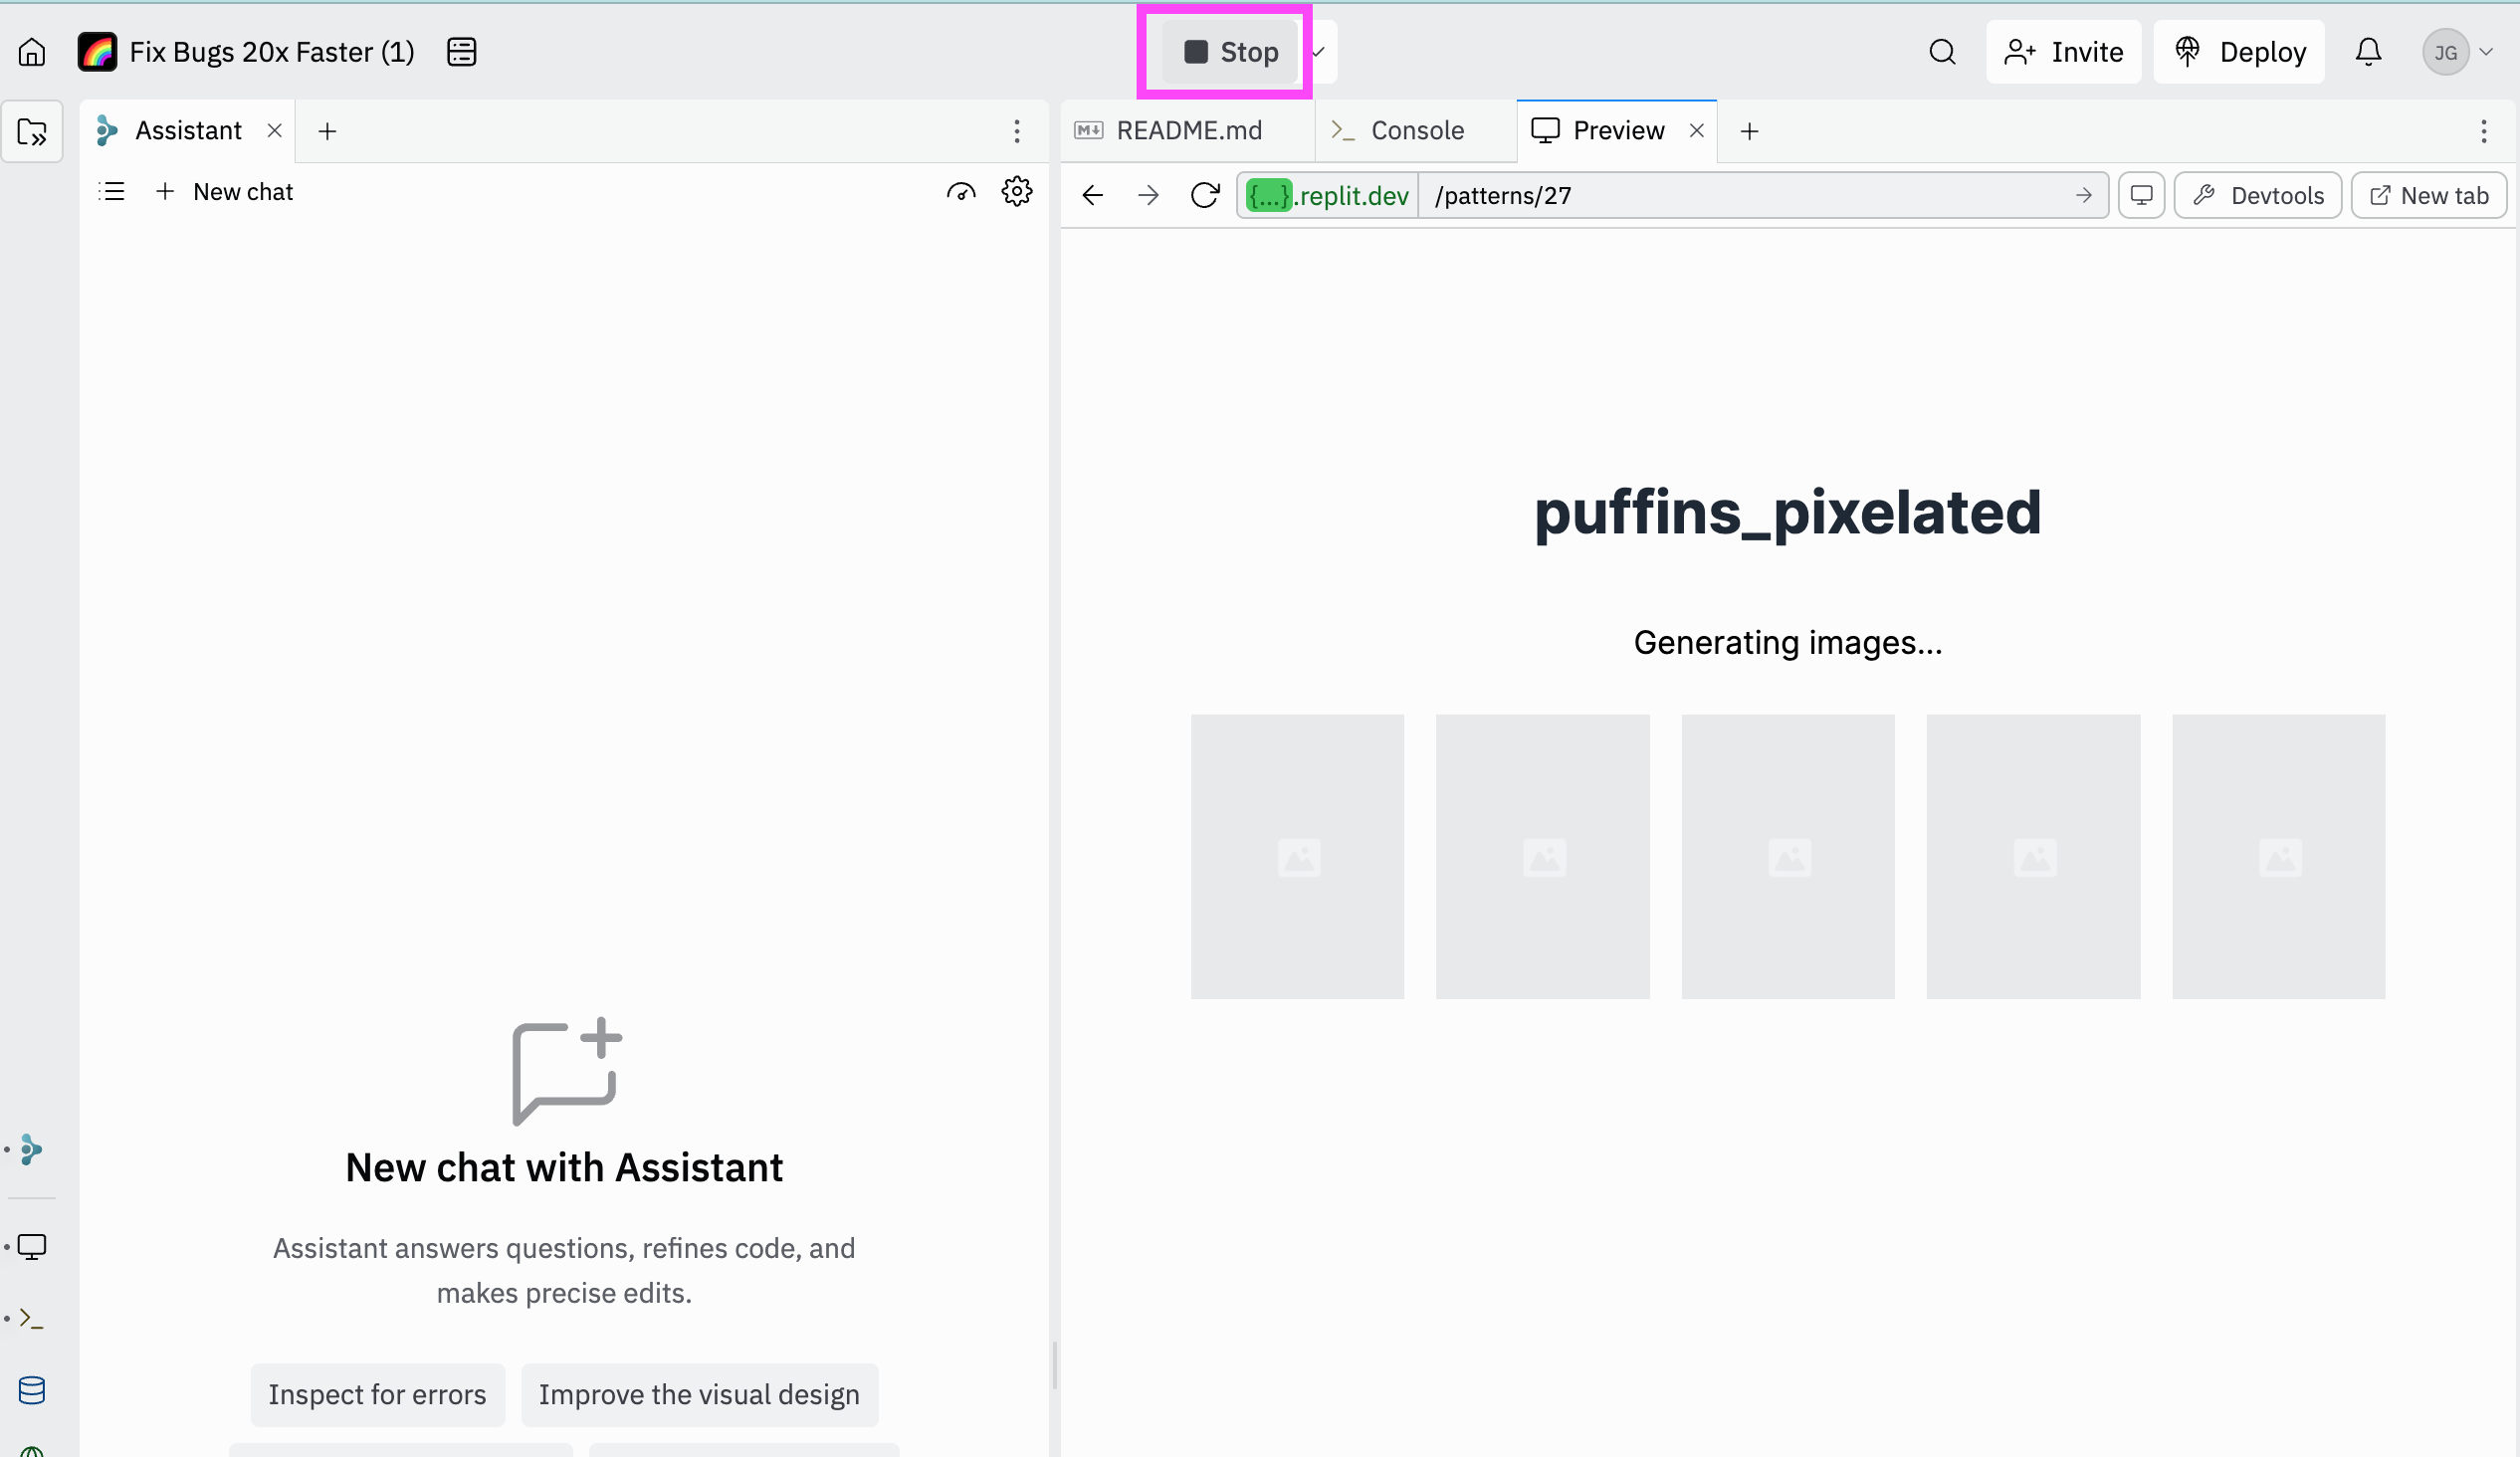 Fix Bugs 20x Faster (1)
Stop
Invite
Deploy
JG
Assistant
README.md
Console
Preview
New chat
{...}.replit.dev
/patterns/27
Devtools
New tab
puffins_pixelated
Generating images...
New chat with Assistant
Assistant answers questions, refines code, and
makes precise edits.
Inspect for errors
Improve the visual design